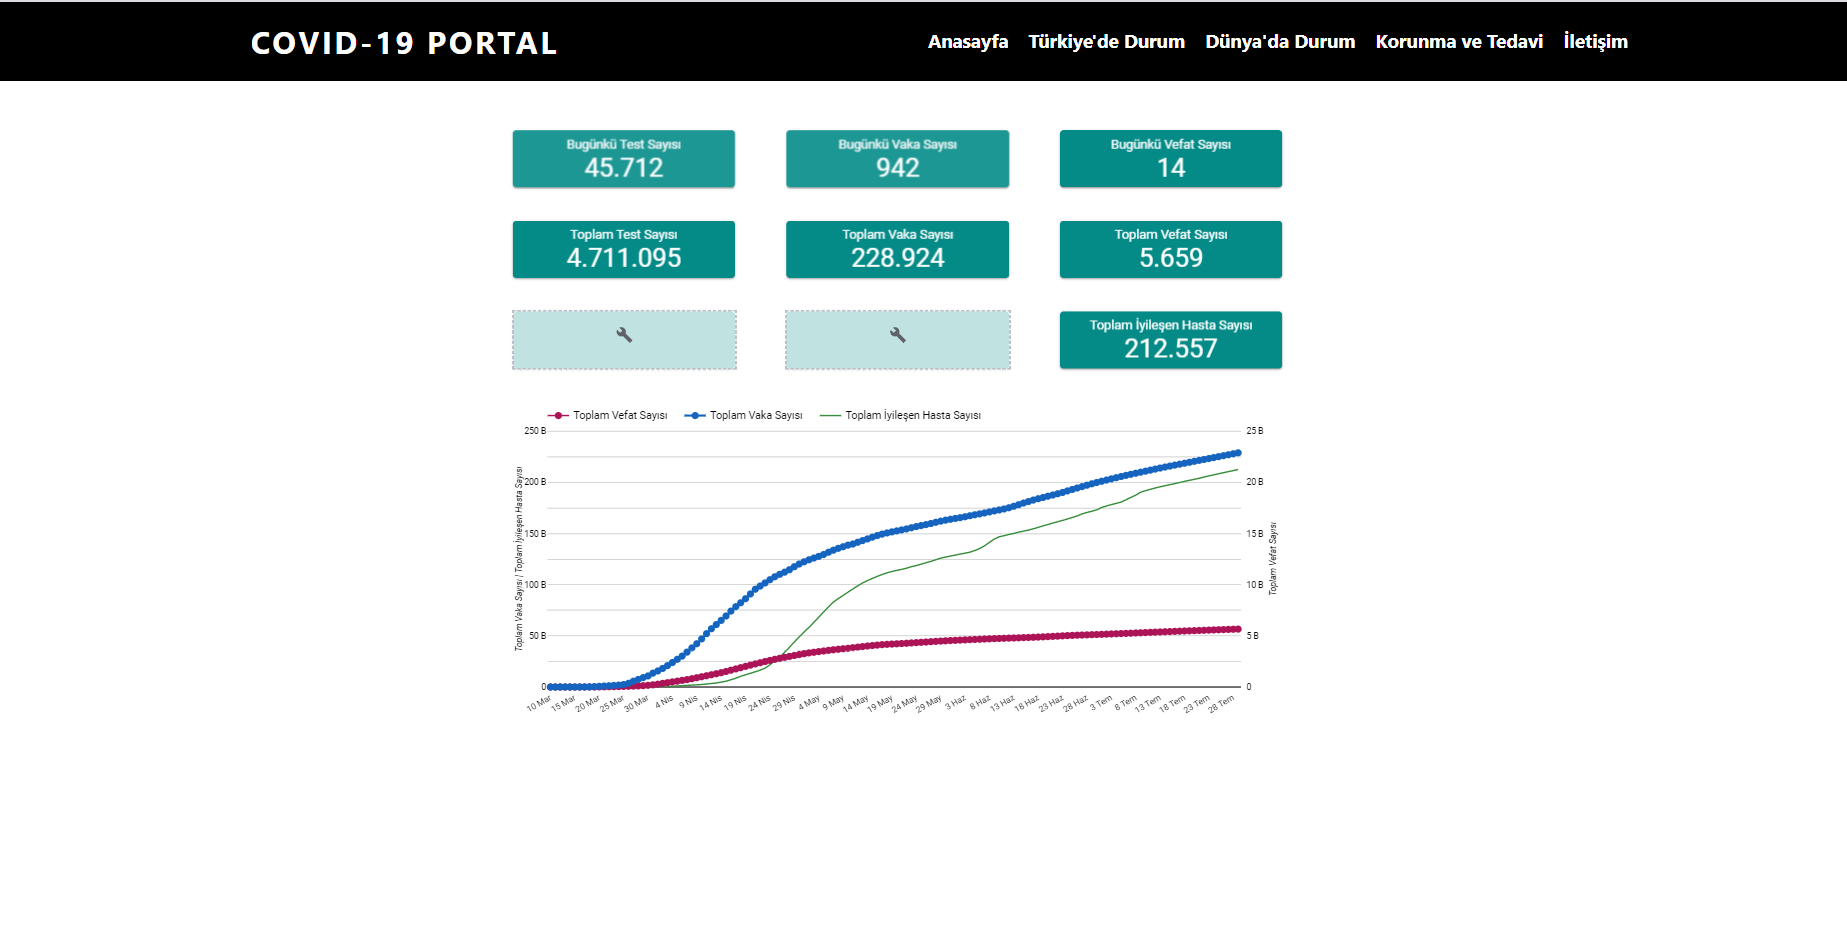 COVID-19 PORTAL
Anasayfa Türkiye'de Durum Dünya'da Durum Korunma ve Tedavi İletişim
Bugünkü Test Sayısı
45.712
Bugünkü Vaka Sayısı
942
Bugünkü Vefat Sayısı
14
Toplam Test Sayısı
4.711.095
Toplam Vaka Sayısı
228.924
Toplam Vefat Sayısı
5.659
Toplam İyileşen Hasta Sayısı
212.557
Toplam Vefat Sayısı Toplam Vaka Sayısı Toplam İyileşen Hasta Sayısı
250 B
200 B
150 B
100 B
50 B
0
Toplam Vaka Sayısı | Toplam İyileşen Hasta Sayısı
25 B
20 B
15 B
10 B
5 B
0
Toplam Vefat Sayısı
10 Mar 15 Mar 20 Mar 25 Mar 30 Mar 4 Nis 9 Nis 14 Nis 19 Nis 24 Nis 29 Nis 4 May 9 May 14 May 19 May 24 May 29 May 3 Haz 8 Haz 13 Haz 18 Haz 23 Haz 28 Haz 3 Tem 8 Tem 13 Tem 18 Tem 23 Tem 28 Tem